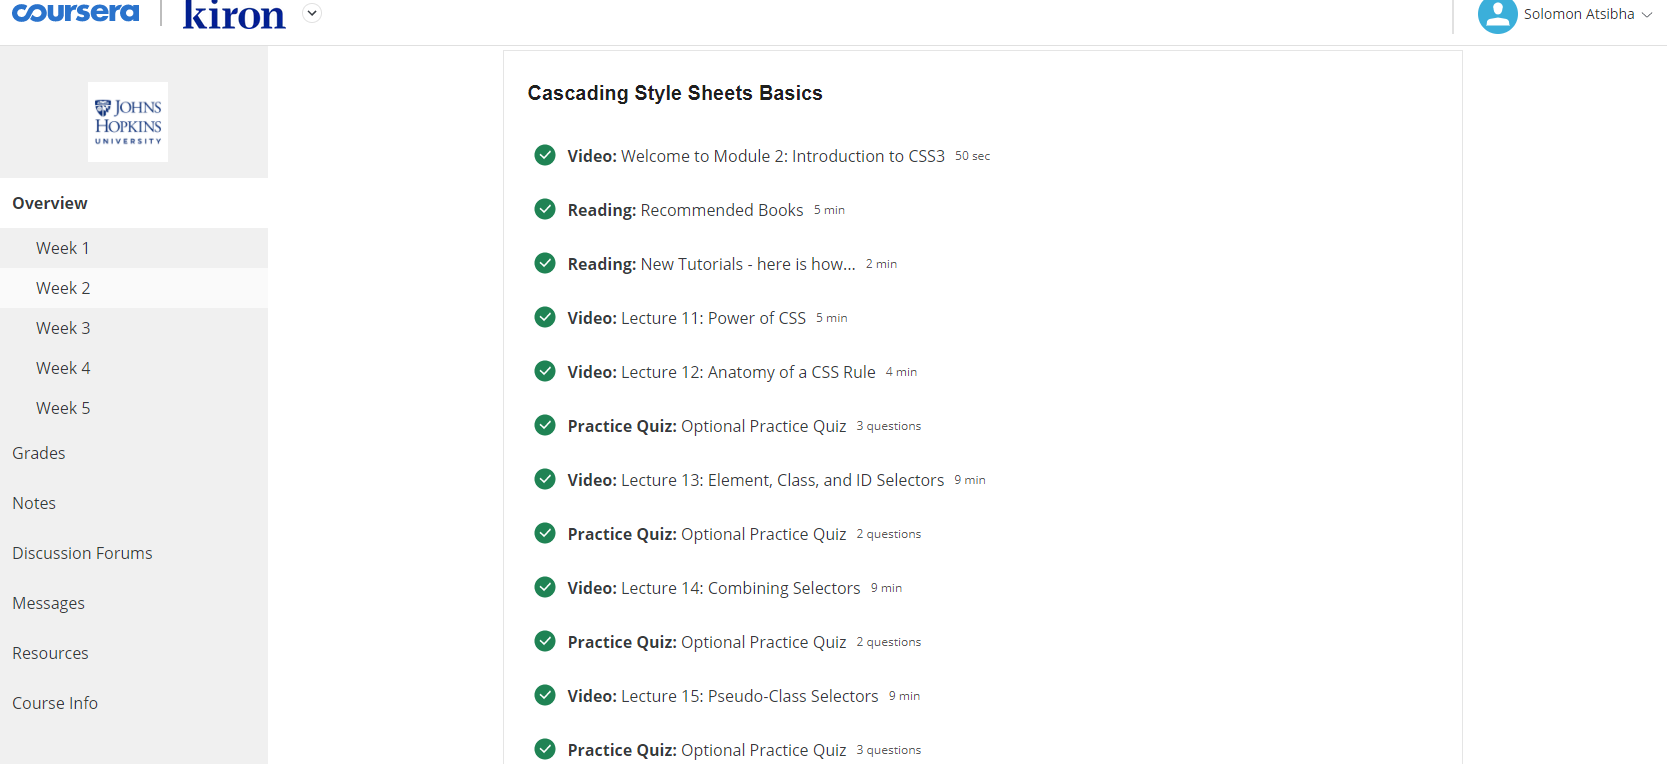 coursera
kiron
Solomon Atsibha
JOHNS
HOPKINS
UNIVERSITY
Overview
Week 1
Week 2
Week 3
Week 4
Week 5
Grades
Notes
Discussion Forums
Messages
Resources
Course Info
Cascading Style Sheets Basics
Video: Welcome to Module 2: Introduction to CSS3 50 sec
Reading: Recommended Books 5 min
Reading: New Tutorials - here is how... 2 min
Video: Lecture 11: Power of CSS 5 min
Video: Lecture 12: Anatomy of a CSS Rule 4 min
Practice Quiz: Optional Practice Quiz 3 questions
Video: Lecture 13: Element, Class, and ID Selectors 9 min
Practice Quiz: Optional Practice Quiz 2 questions
Video: Lecture 14: Combining Selectors 9 min
Practice Quiz: Optional Practice Quiz 2 questions
Video: Lecture 15: Pseudo-Class Selectors 9 min
Practice Quiz: Optional Practice Quiz 3 questions